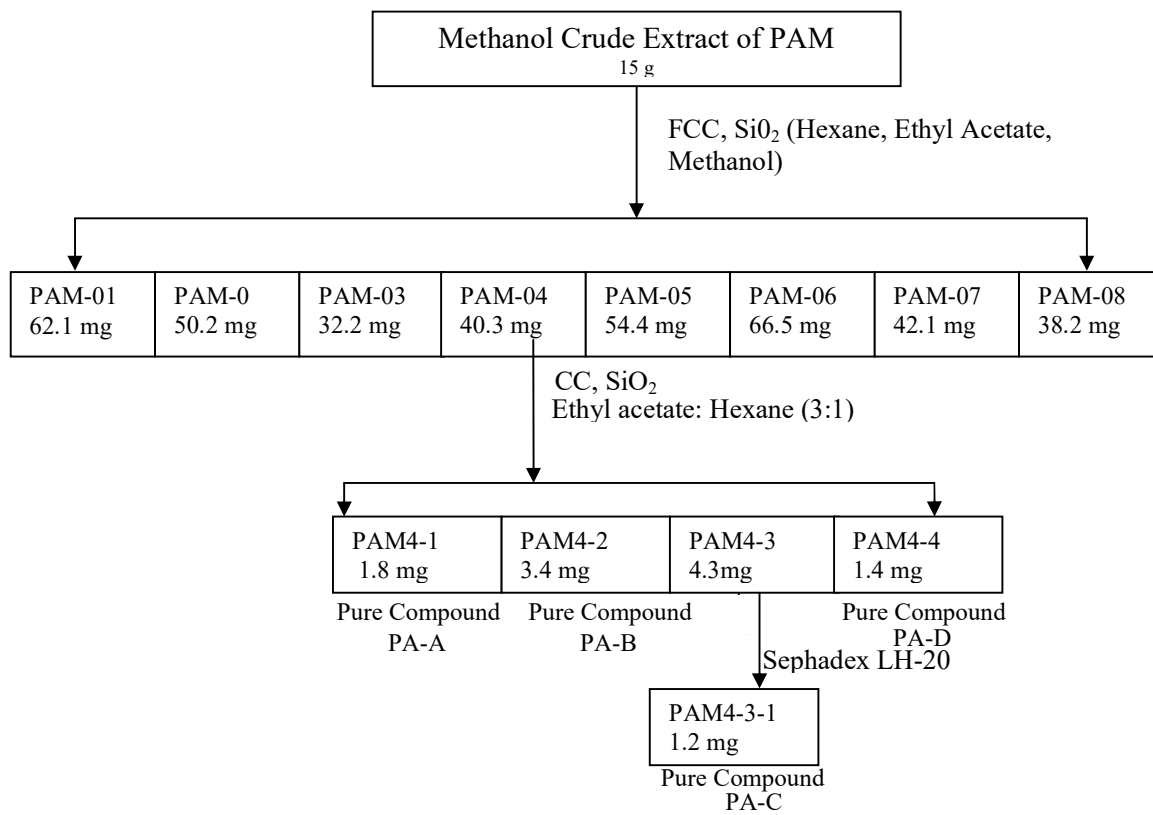 Methanol Crude Extract of PAM
15 g
FCC, Si0₂ (Hexane, Ethyl Acetate,
Methanol)
PAM-01
62.1 mg
PAM-0
50.2 mg
PAM-03
32.2 mg
PAM-04
40.3 mg
PAM-05
54.4 mg
PAM-06
66.5 mg
PAM-07
42.1 mg
PAM-08
38.2 mg
CC, SiO₂
Ethyl acetate: Hexane (3:1)
PAM4-1
1.8 mg
PAM4-2
3.4 mg
PAM4-3
4.3mg
PAM4-4
1.4 mg
Pure Compound
PA-A
Pure Compound
PA-B
Pure Compound
PA-D
Sephadex LH-20
PAM4-3-1
1.2 mg
Pure Compound
PA-C